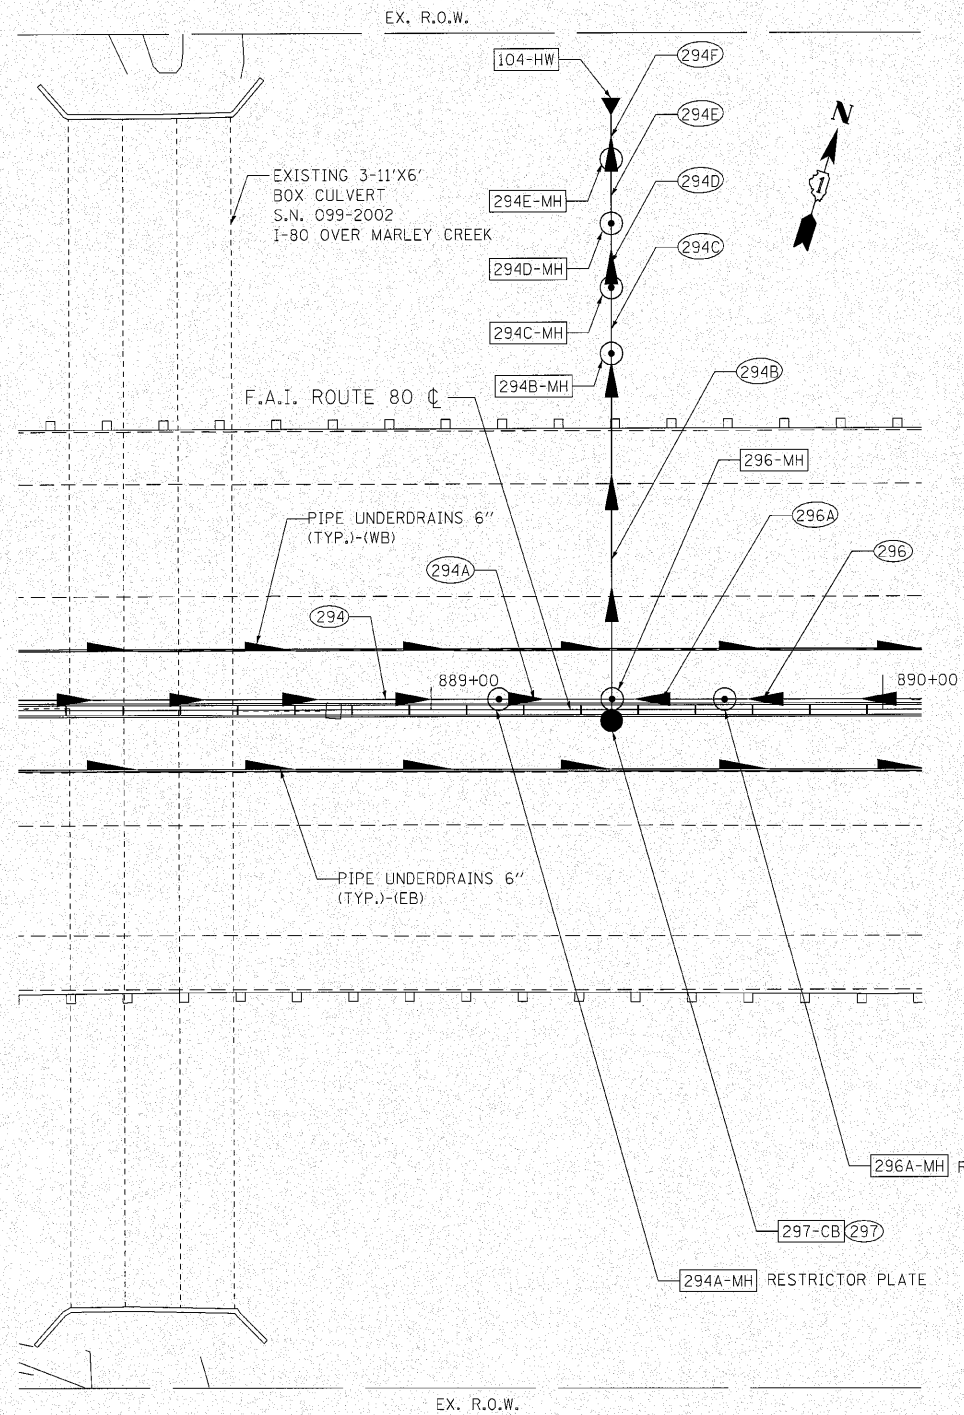 EX. R.O.W.
104-HW
294F
294E
N
1
EXISTING 3-11'X6'
BOX CULVERT
S.N. 099-2002
I-80 OVER MARLEY CREEK
294D
294E-MH
294C
294D-MH
294C-MH
294B
294B-MH
F.A.I. ROUTE 80 ℄
296-MH
PIPE UNDERDRAINS 6"
(TYP.)-(WB)
296A
296
294A
294
889+00
890+00
PIPE UNDERDRAINS 6"
(TYP.)-(EB)
296A-MH R
297-CB 297
294A-MH RESTRICTOR PLATE
EX. R.O.W.